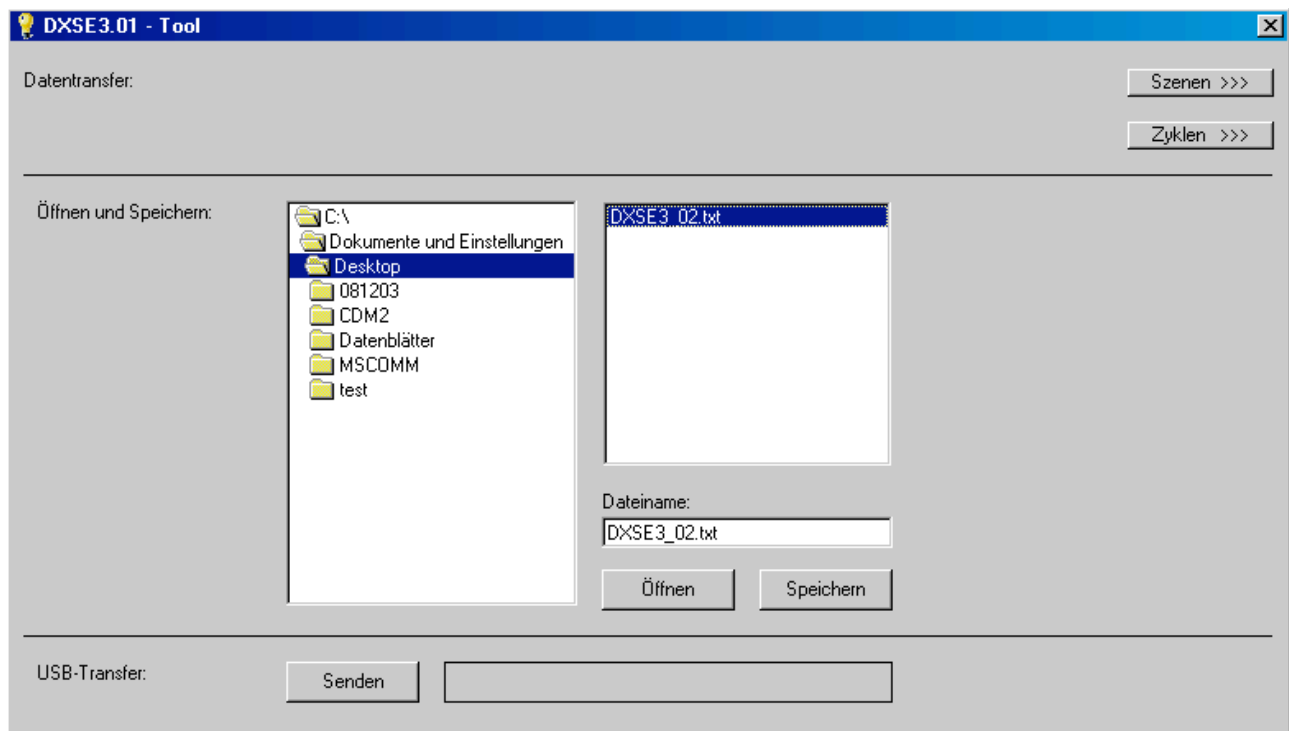 DXSE3.01 - Tool
Datentransfer:
Szenen >>>
Zyklen >>>
Öffnen und Speichern:
C:\
Dokumente und Einstellungen
Desktop
081203
CDM2
Datenblätter
MSCOMM
test
DXSE3_02.txt
Dateiname:
DXSE3_02.txt
Öffnen
Speichern
USB-Transfer:
Senden